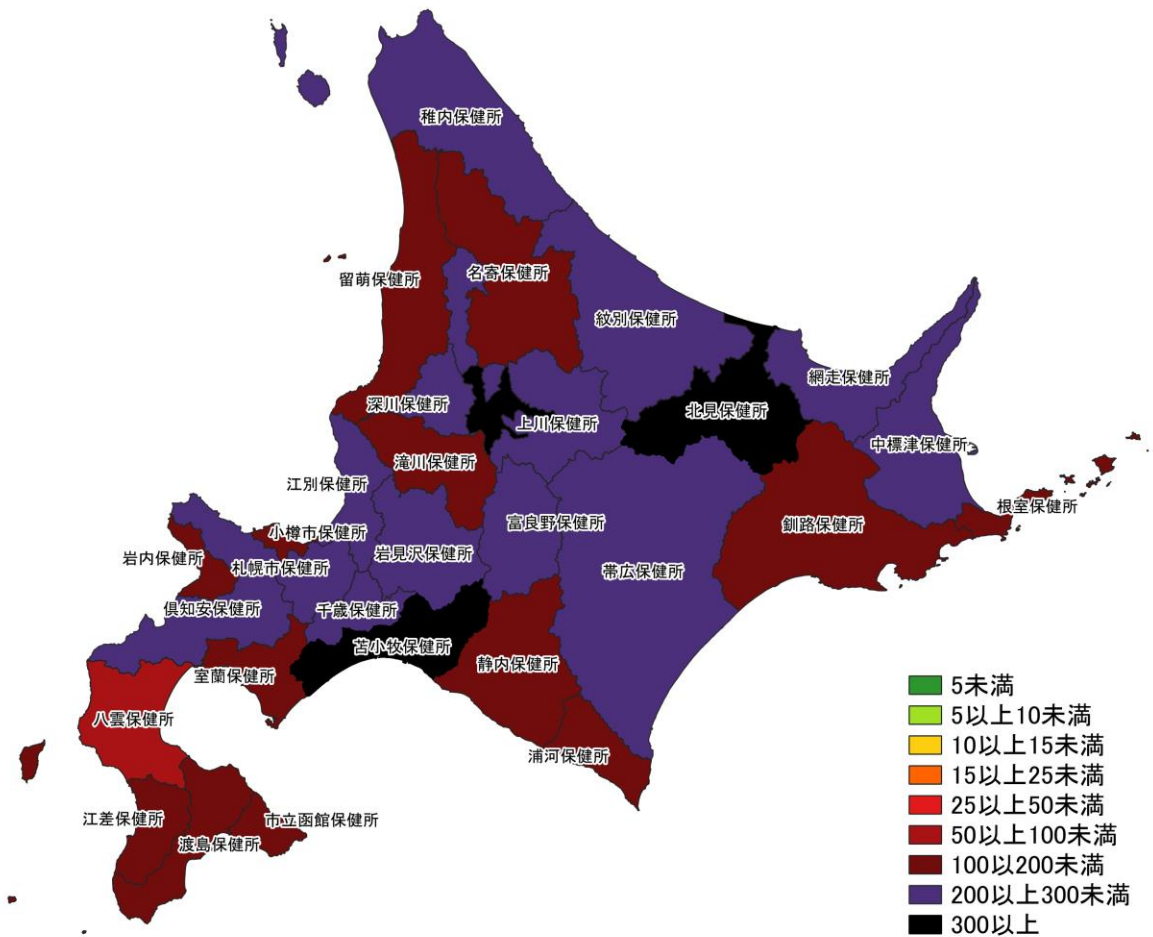 稚内保健所
名寄保健所
留萌保健所
紋別保健所
網走保健所
深川保健所
北見保健所
上川保健所
中標津保健所
滝川保健所
江別保健所
根室保健所
富良野保健所
釧路保健所
小樽市保健所
岩見沢保健所
岩内保健所
札幌市保健所
帯広保健所
倶知安保健所
千歳保健所
苫小牧保健所
静内保健所
室蘭保健所
八雲保健所
浦河保健所
江差保健所
市立函館保健所
渡島保健所
5未満
5以上10未満
10以上15未満
15以上25未満
25以上50未満
50以上100未満
100以200未満
200以上300未満
300以上